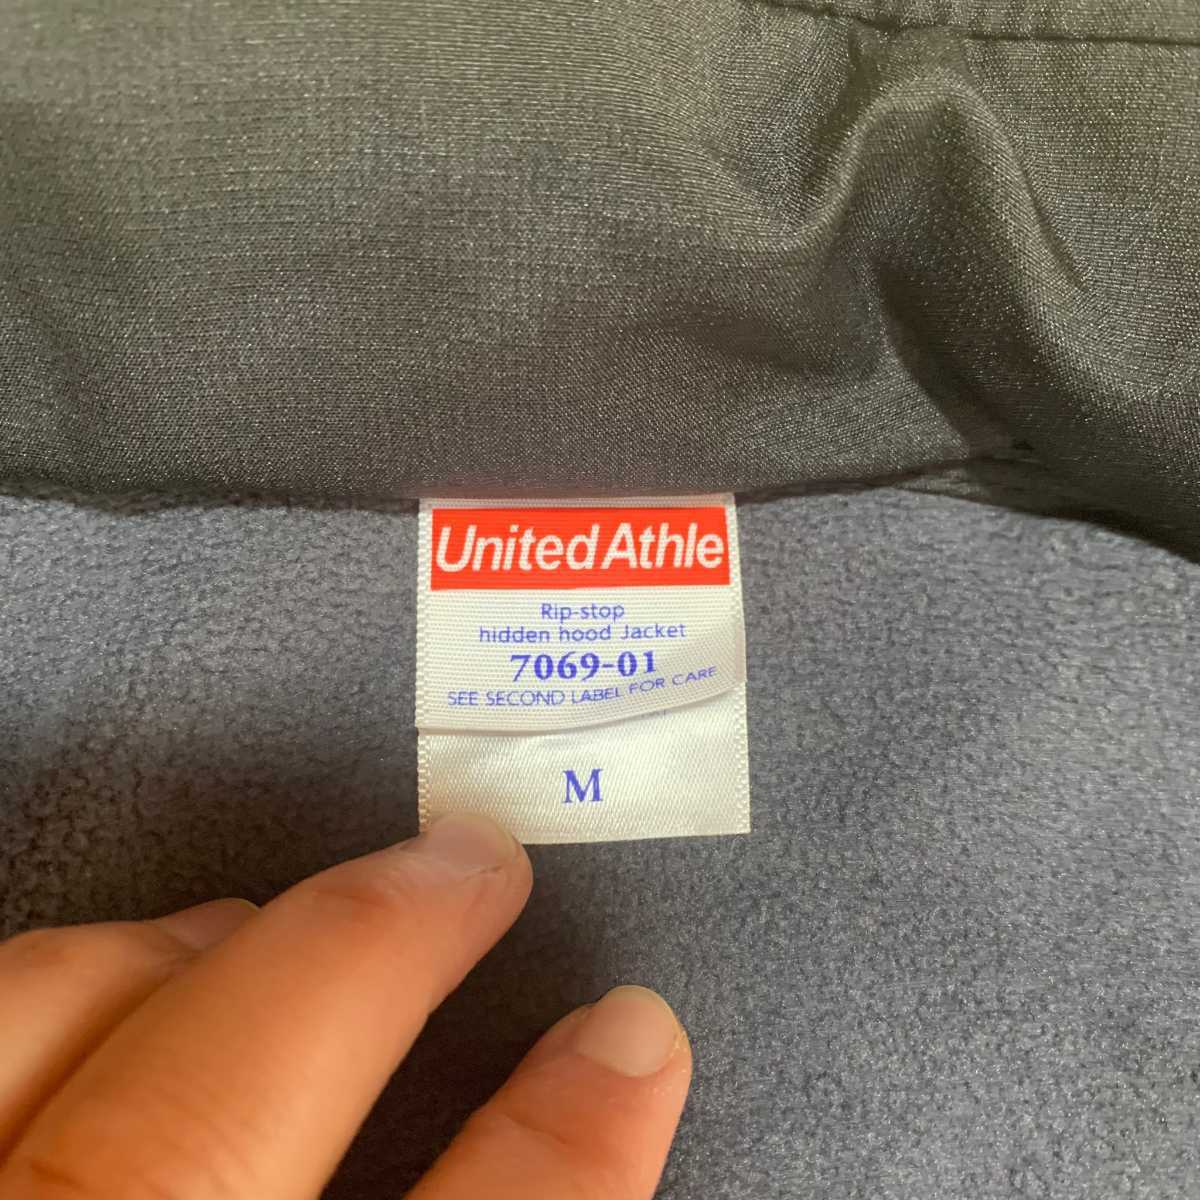 United Athle
Rip-stop
hidden hood Jacket
7069-01
SEE SECOND LABEL FOR CARE
M